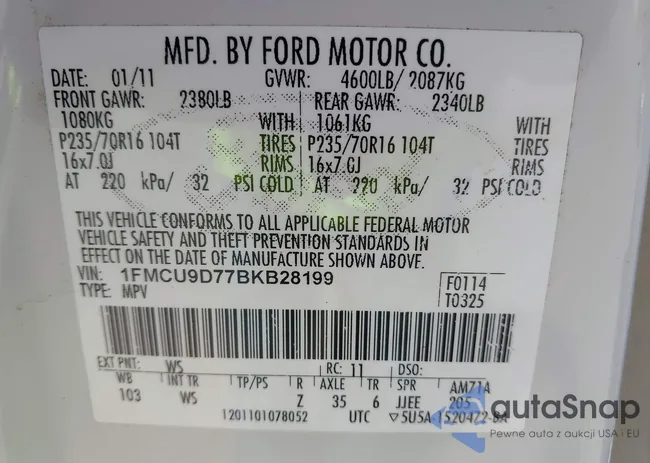 MFD. BY FORD MOTOR CO.
DATE: 01/11 GVWR: 4600LB/ 2087KG
FRONT GAWR: 2380LB REAR GAWR: 2340LB
1080KG WITH 1061KG WITH
P235/70R16 104T TIRES P235/70R16 104T TIRES
16x7.0J RIMS 16x7.0J RIMS
AT 220 kPa/ 32 PSI COLD AT 220 kPa/ 32 PSI COLD
THIS VEHICLE CONFORMS TO ALL APPLICABLE FEDERAL MOTOR
VEHICLE SAFETY AND THEFT PREVENTION STANDARDS IN
EFFECT ON THE DATE OF MANUFACTURE SHOWN ABOVE.
VIN: 1FMCU9D77BKB28199 F0114
TYPE: MPV T0325
EXT PNT: WS RC: 11 DSO:
WB INT TR TP/PS R AXLE TR SPR AM71A
103 WS Z 35 6 JJEE 205
1201101078052 UTC ▽5U5A-1520472-BA
autaSnap
Pewne auta z aukcji USA i EU